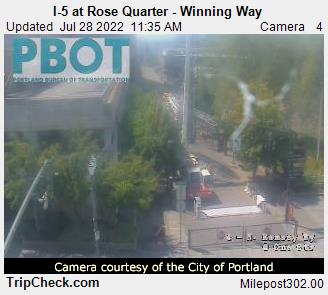 I-5 at Rose Quarter - Winning Way
Updated Jul 28 2022 11:35 AM Camera 4
PBOT
PORTLAND BUREAU OF TRANSPORTATION
Camera courtesy of the City of Portland
TripCheck.com Milepost302.00